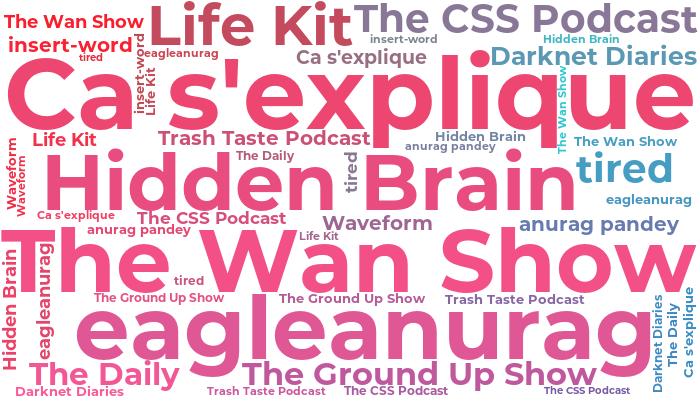 The Wan Show
Life Kit
The CSS Podcast
insert-word
insert-word
Hidden Brain
tired
eagleanurag
insert-word
Life Kit
Ca s'explique
Darknet Diaries
Ca s'explique
The Wan Show
Life Kit
Trash Taste Podcast
Hidden Brain
anurag pandey
The Wan Show
Waveform
Waveform
The Daily
tired
tired
Hidden Brain
eagleanurag
Ca s'explique
The CSS Podcast
anurag pandey
Waveform
Life Kit
anurag pandey
The Wan Show
Hidden Brain
eagleanurag
tired
The Ground Up Show
The Ground Up Show
Trash Taste Podcast
eagleanurag
Darknet Diaries
The Daily
Ca s'explique
The Daily
The Ground Up Show
Darknet Diaries
Trash Taste Podcast
The CSS Podcast
The CSS Podcast